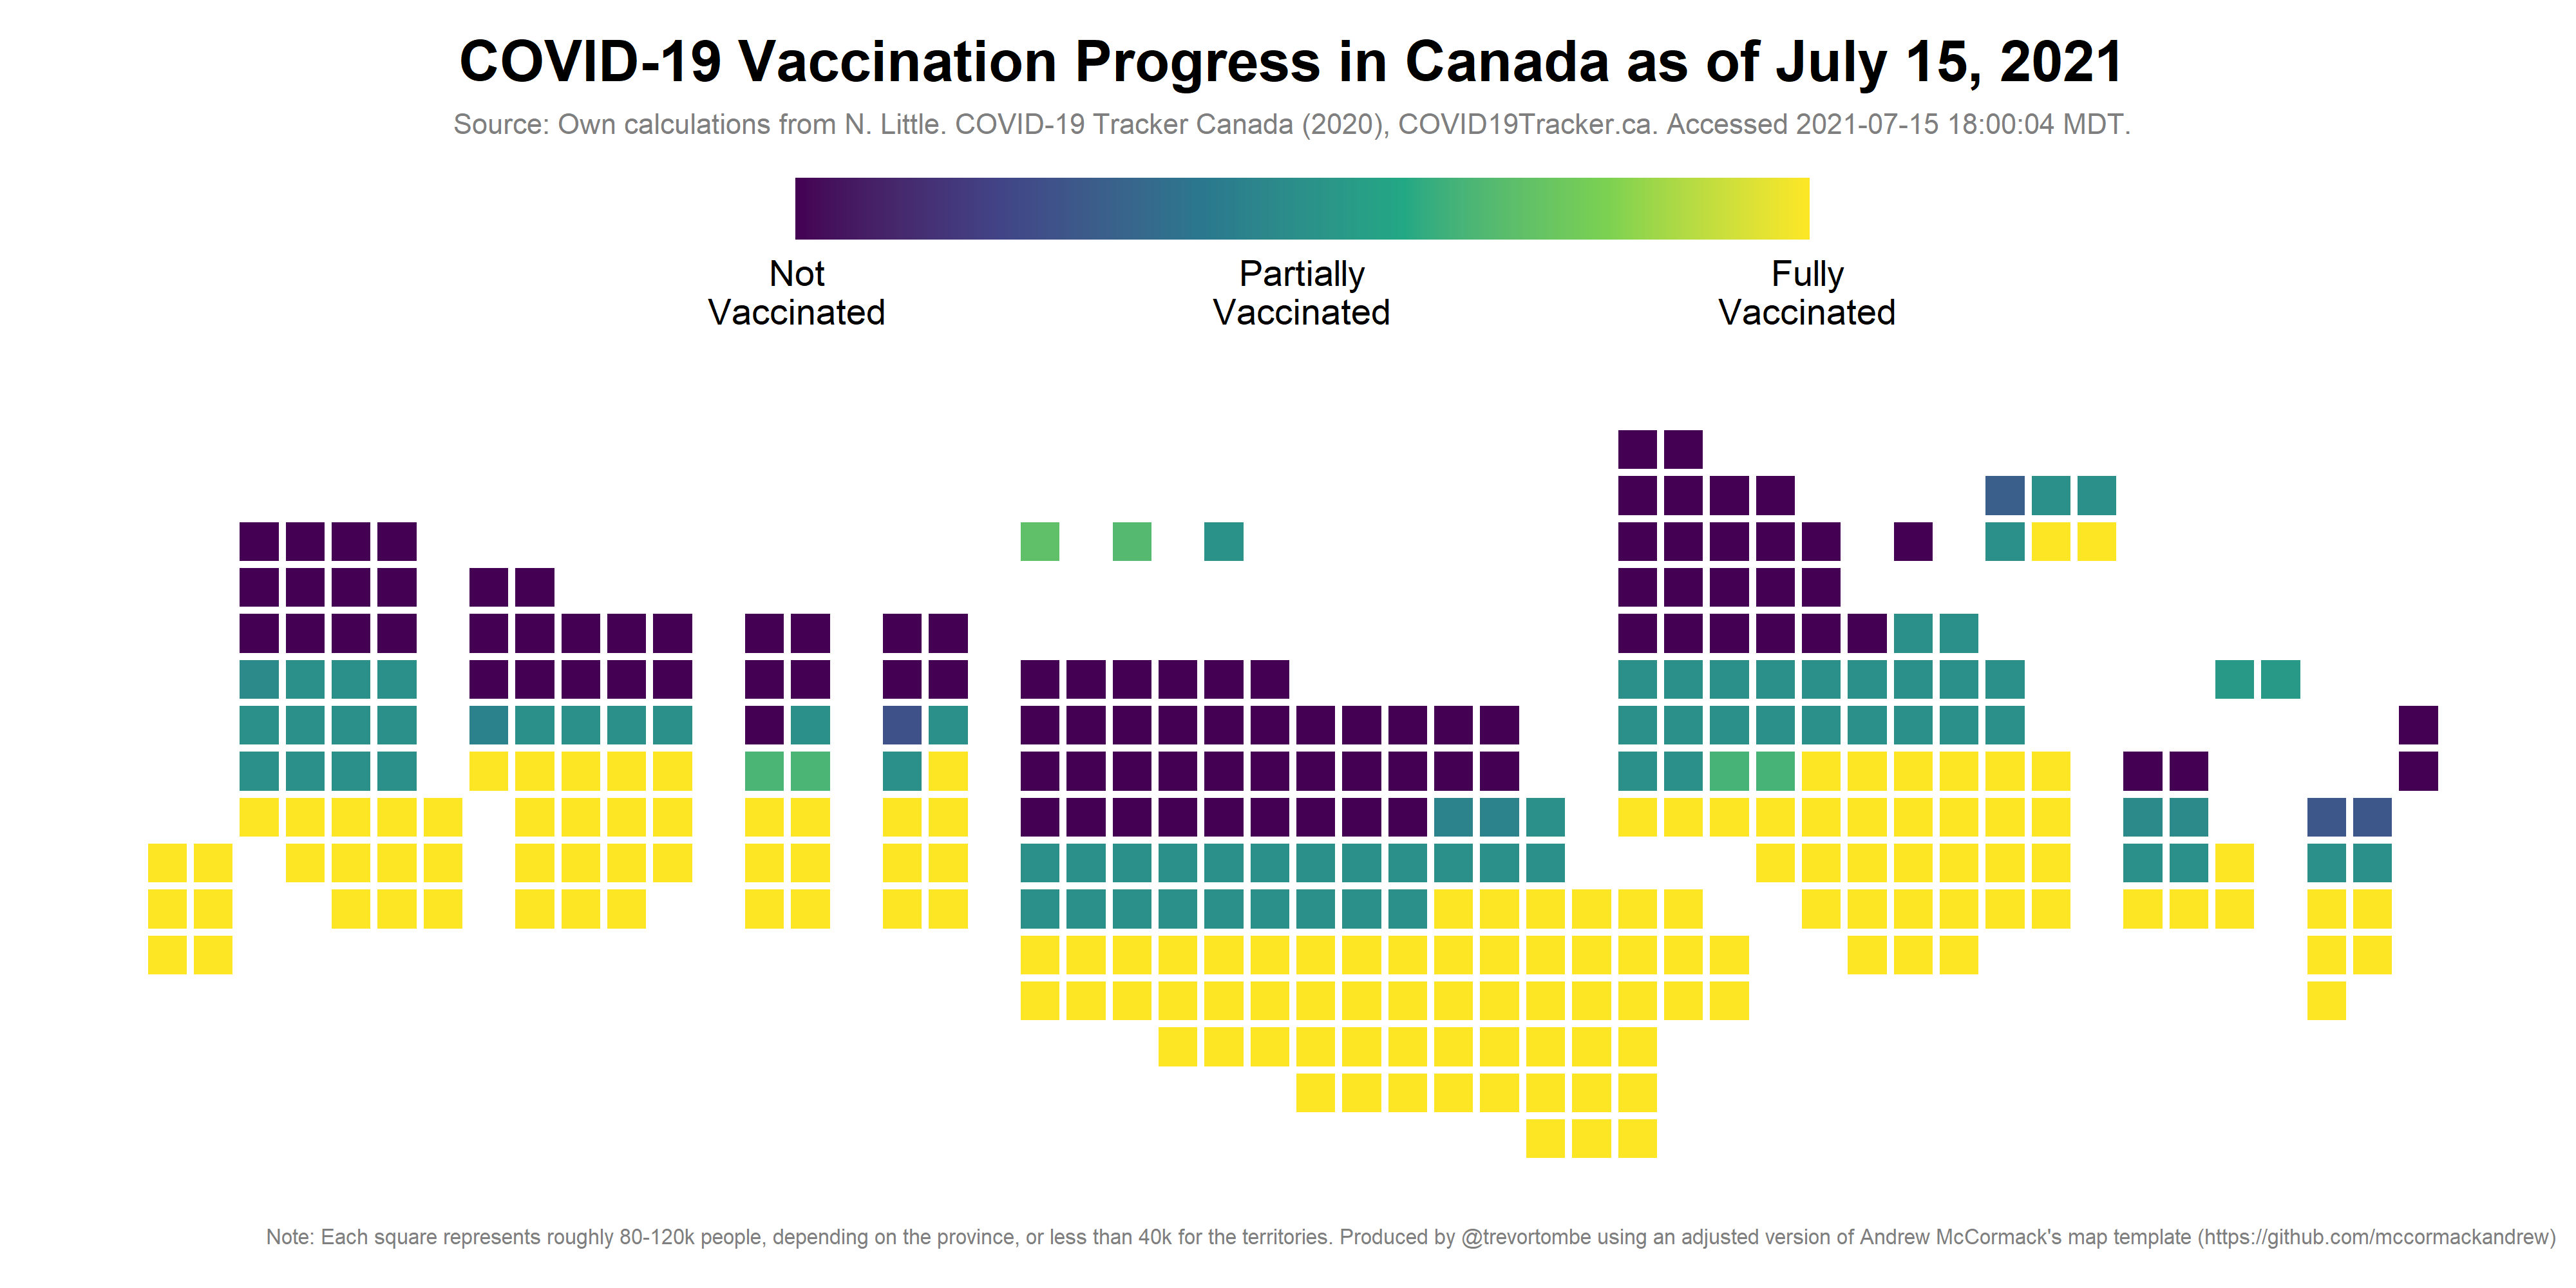 COVID-19 Vaccination Progress in Canada as of July 15, 2021
Source: Own calculations from N. Little. COVID-19 Tracker Canada (2020), COVID19Tracker.ca. Accessed 2021-07-15 18:00:04 MDT.
Not
Vaccinated
Partially
Vaccinated
Fully
Vaccinated
Note: Each square represents roughly 80-120k people, depending on the province, or less than 40k for the territories. Produced by @trevortombe using an adjusted version of Andrew McCormack's map template (https://github.com/mccormackandrew)